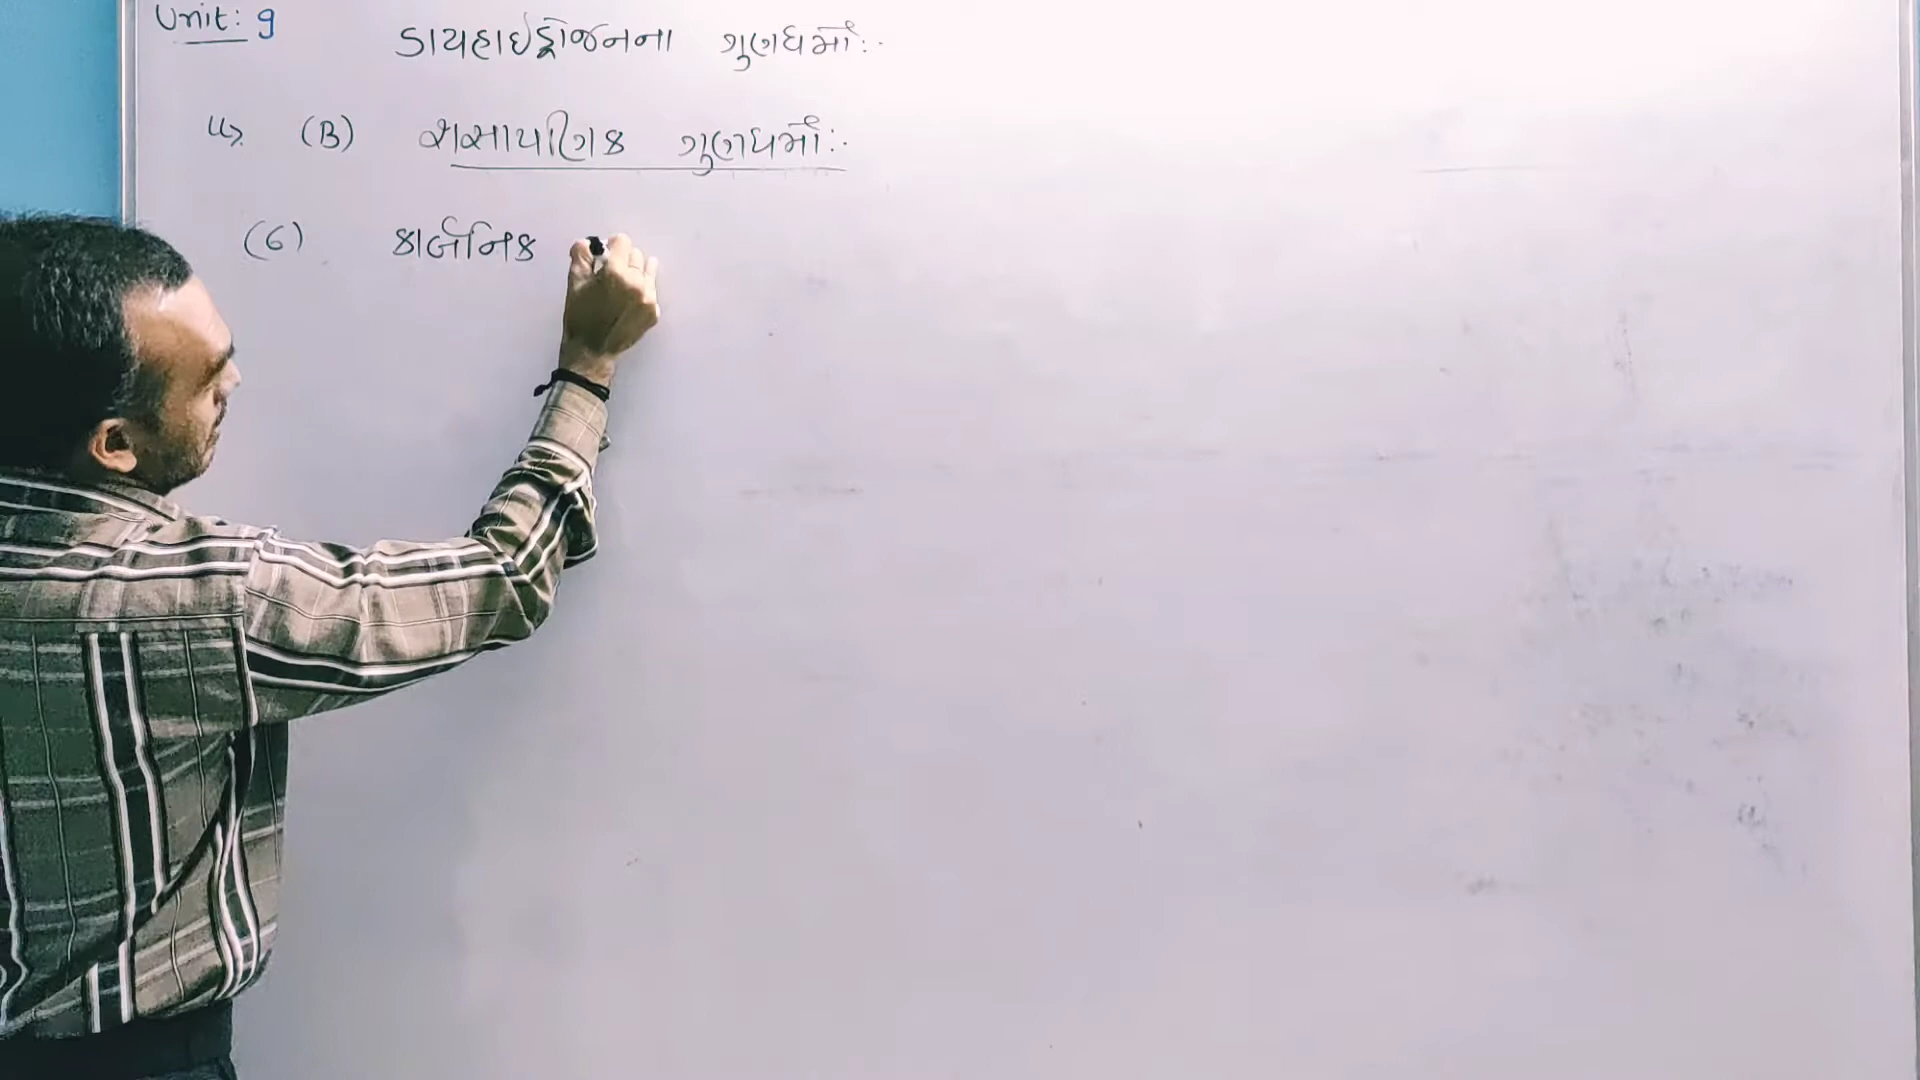 Unit: 9
ડાયહાઇડ્રોજનના ગુણધર્મો:-
(B) રાસાયણિક ગુણધર્મો:-
(6) કાર્બનિક